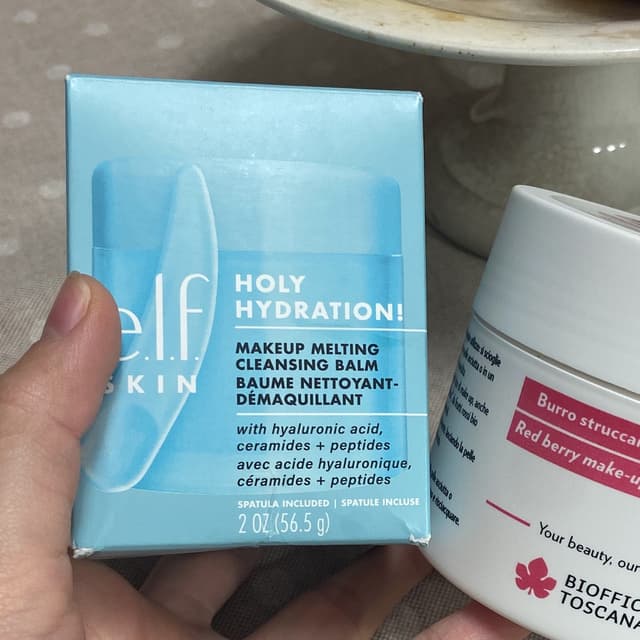 e.l.f.
SKIN
HOLY
HYDRATION!
MAKEUP MELTING
CLEANSING BALM
BAUME NETTOYANT-
DÉMAQUILLANT
with hyaluronic acid,
ceramides + peptides
avec acide hyaluronique,
céramides + peptides
SPATULA INCLUDED | SPATULE INCLUSE
2 OZ (56.5 g)
Burro strucca
Red berry make-u
Your beauty, our
BIOFFIC
TOSCANA